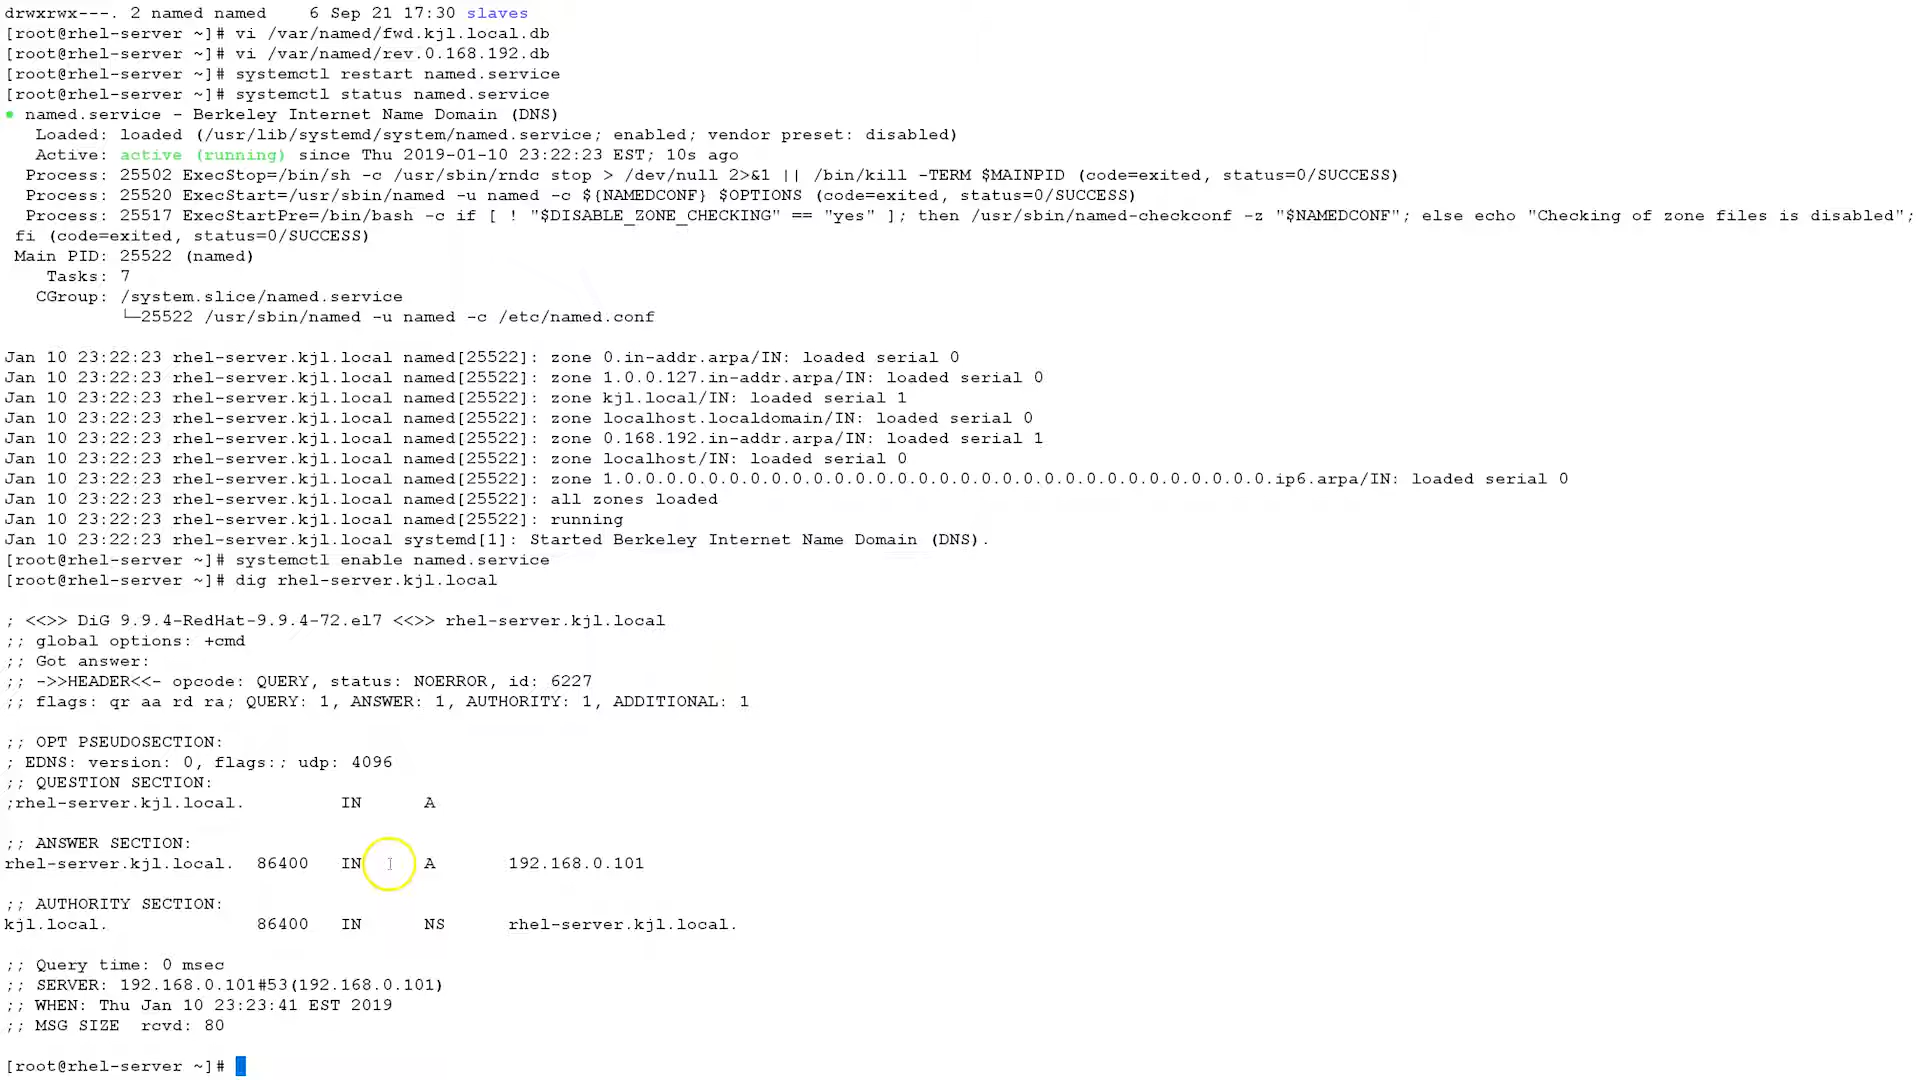 drwxrwx---. 2 named named    6 Sep 21 17:30 slaves
[root@rhel-server ~]# vi /var/named/fwd.kjl.local.db
[root@rhel-server ~]# vi /var/named/rev.0.168.192.db
[root@rhel-server ~]# systemctl restart named.service
[root@rhel-server ~]# systemctl status named.service
● named.service - Berkeley Internet Name Domain (DNS)
   Loaded: loaded (/usr/lib/systemd/system/named.service; enabled; vendor preset: disabled)
   Active: active (running) since Thu 2019-01-10 23:22:23 EST; 10s ago
  Process: 25502 ExecStop=/bin/sh -c /usr/sbin/rndc stop > /dev/null 2>&1 || /bin/kill -TERM $MAINPID (code=exited, status=0/SUCCESS)
  Process: 25520 ExecStart=/usr/sbin/named -u named -c ${NAMEDCONF} $OPTIONS (code=exited, status=0/SUCCESS)
  Process: 25517 ExecStartPre=/bin/bash -c if [ ! "$DISABLE_ZONE_CHECKING" == "yes" ]; then /usr/sbin/named-checkconf -z "$NAMEDCONF"; else echo "Checking of zone files is disabled";
 fi (code=exited, status=0/SUCCESS)
 Main PID: 25522 (named)
    Tasks: 7
   CGroup: /system.slice/named.service
           └─25522 /usr/sbin/named -u named -c /etc/named.conf

Jan 10 23:22:23 rhel-server.kjl.local named[25522]: zone 0.in-addr.arpa/IN: loaded serial 0
Jan 10 23:22:23 rhel-server.kjl.local named[25522]: zone 1.0.0.127.in-addr.arpa/IN: loaded serial 0
Jan 10 23:22:23 rhel-server.kjl.local named[25522]: zone kjl.local/IN: loaded serial 1
Jan 10 23:22:23 rhel-server.kjl.local named[25522]: zone localhost.localdomain/IN: loaded serial 0
Jan 10 23:22:23 rhel-server.kjl.local named[25522]: zone 0.168.192.in-addr.arpa/IN: loaded serial 1
Jan 10 23:22:23 rhel-server.kjl.local named[25522]: zone localhost/IN: loaded serial 0
Jan 10 23:22:23 rhel-server.kjl.local named[25522]: zone 1.0.0.0.0.0.0.0.0.0.0.0.0.0.0.0.0.0.0.0.0.0.0.0.0.0.0.0.0.0.0.0.ip6.arpa/IN: loaded serial 0
Jan 10 23:22:23 rhel-server.kjl.local named[25522]: all zones loaded
Jan 10 23:22:23 rhel-server.kjl.local named[25522]: running
Jan 10 23:22:23 rhel-server.kjl.local systemd[1]: Started Berkeley Internet Name Domain (DNS).
[root@rhel-server ~]# systemctl enable named.service
[root@rhel-server ~]# dig rhel-server.kjl.local

; <<>> DiG 9.9.4-RedHat-9.9.4-72.el7 <<>> rhel-server.kjl.local
;; global options: +cmd
;; Got answer:
;; ->>HEADER<<- opcode: QUERY, status: NOERROR, id: 6227
;; flags: qr aa rd ra; QUERY: 1, ANSWER: 1, AUTHORITY: 1, ADDITIONAL: 1

;; OPT PSEUDOSECTION:
; EDNS: version: 0, flags:; udp: 4096
;; QUESTION SECTION:
;rhel-server.kjl.local.         IN      A

;; ANSWER SECTION:
rhel-server.kjl.local.  86400   IN      A       192.168.0.101

;; AUTHORITY SECTION:
kjl.local.              86400   IN      NS      rhel-server.kjl.local.

;; Query time: 0 msec
;; SERVER: 192.168.0.101#53(192.168.0.101)
;; WHEN: Thu Jan 10 23:23:41 EST 2019
;; MSG SIZE  rcvd: 80

[root@rhel-server ~]#